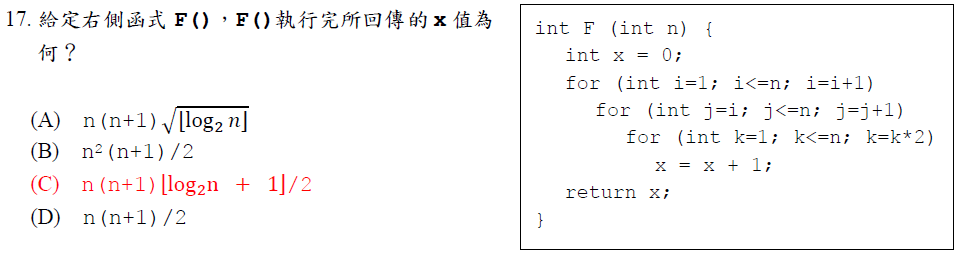 17. 給定右側函式 F()，F()執行完所回傳的 x 值為
何？
(A) n(n+1)√⌊log₂ n⌋
(B) n²(n+1)/2
(C) n(n+1)⌊log₂n + 1⌋/2
(D) n(n+1)/2
int F (int n) {
int x = 0;
for (int i=1; i<=n; i=i+1)
for (int j=i; j<=n; j=j+1)
for (int k=1; k<=n; k=k*2)
x = x + 1;
return x;
}